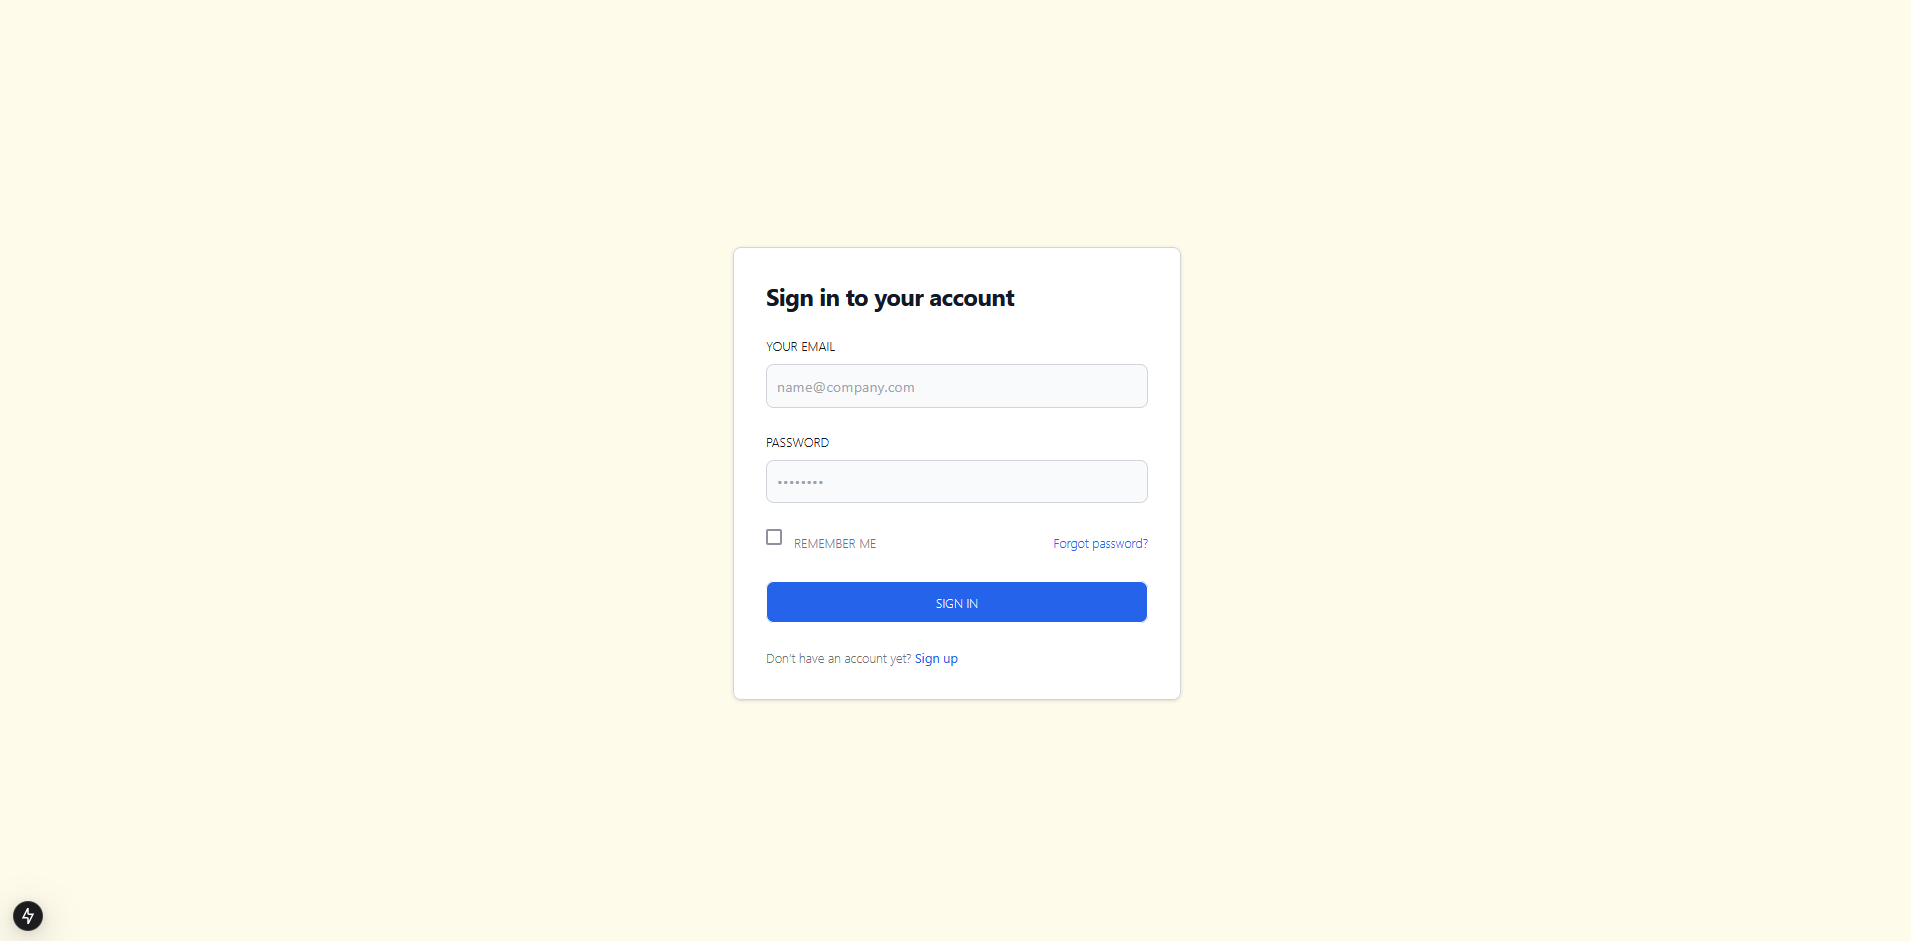 Sign in to your account
YOUR EMAIL
name@company.com
PASSWORD
••••••••
REMEMBER ME
Forgot password?
SIGN IN
Don't have an account yet? Sign up